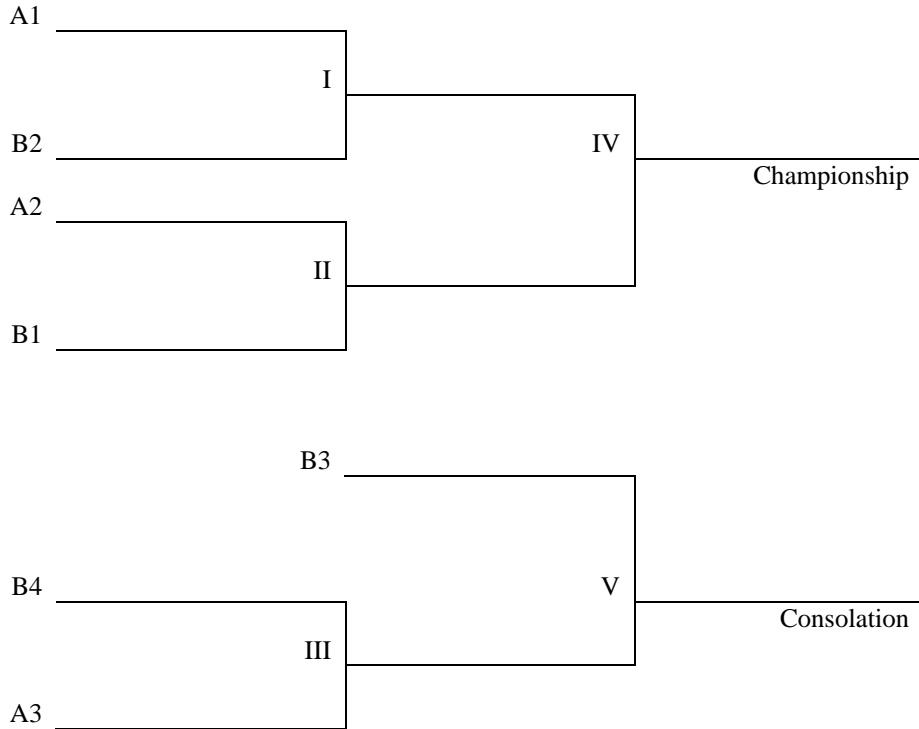 A1
I
B2
IV
Championship
A2
II
B1
B3
B4
V
Consolation
III
A3